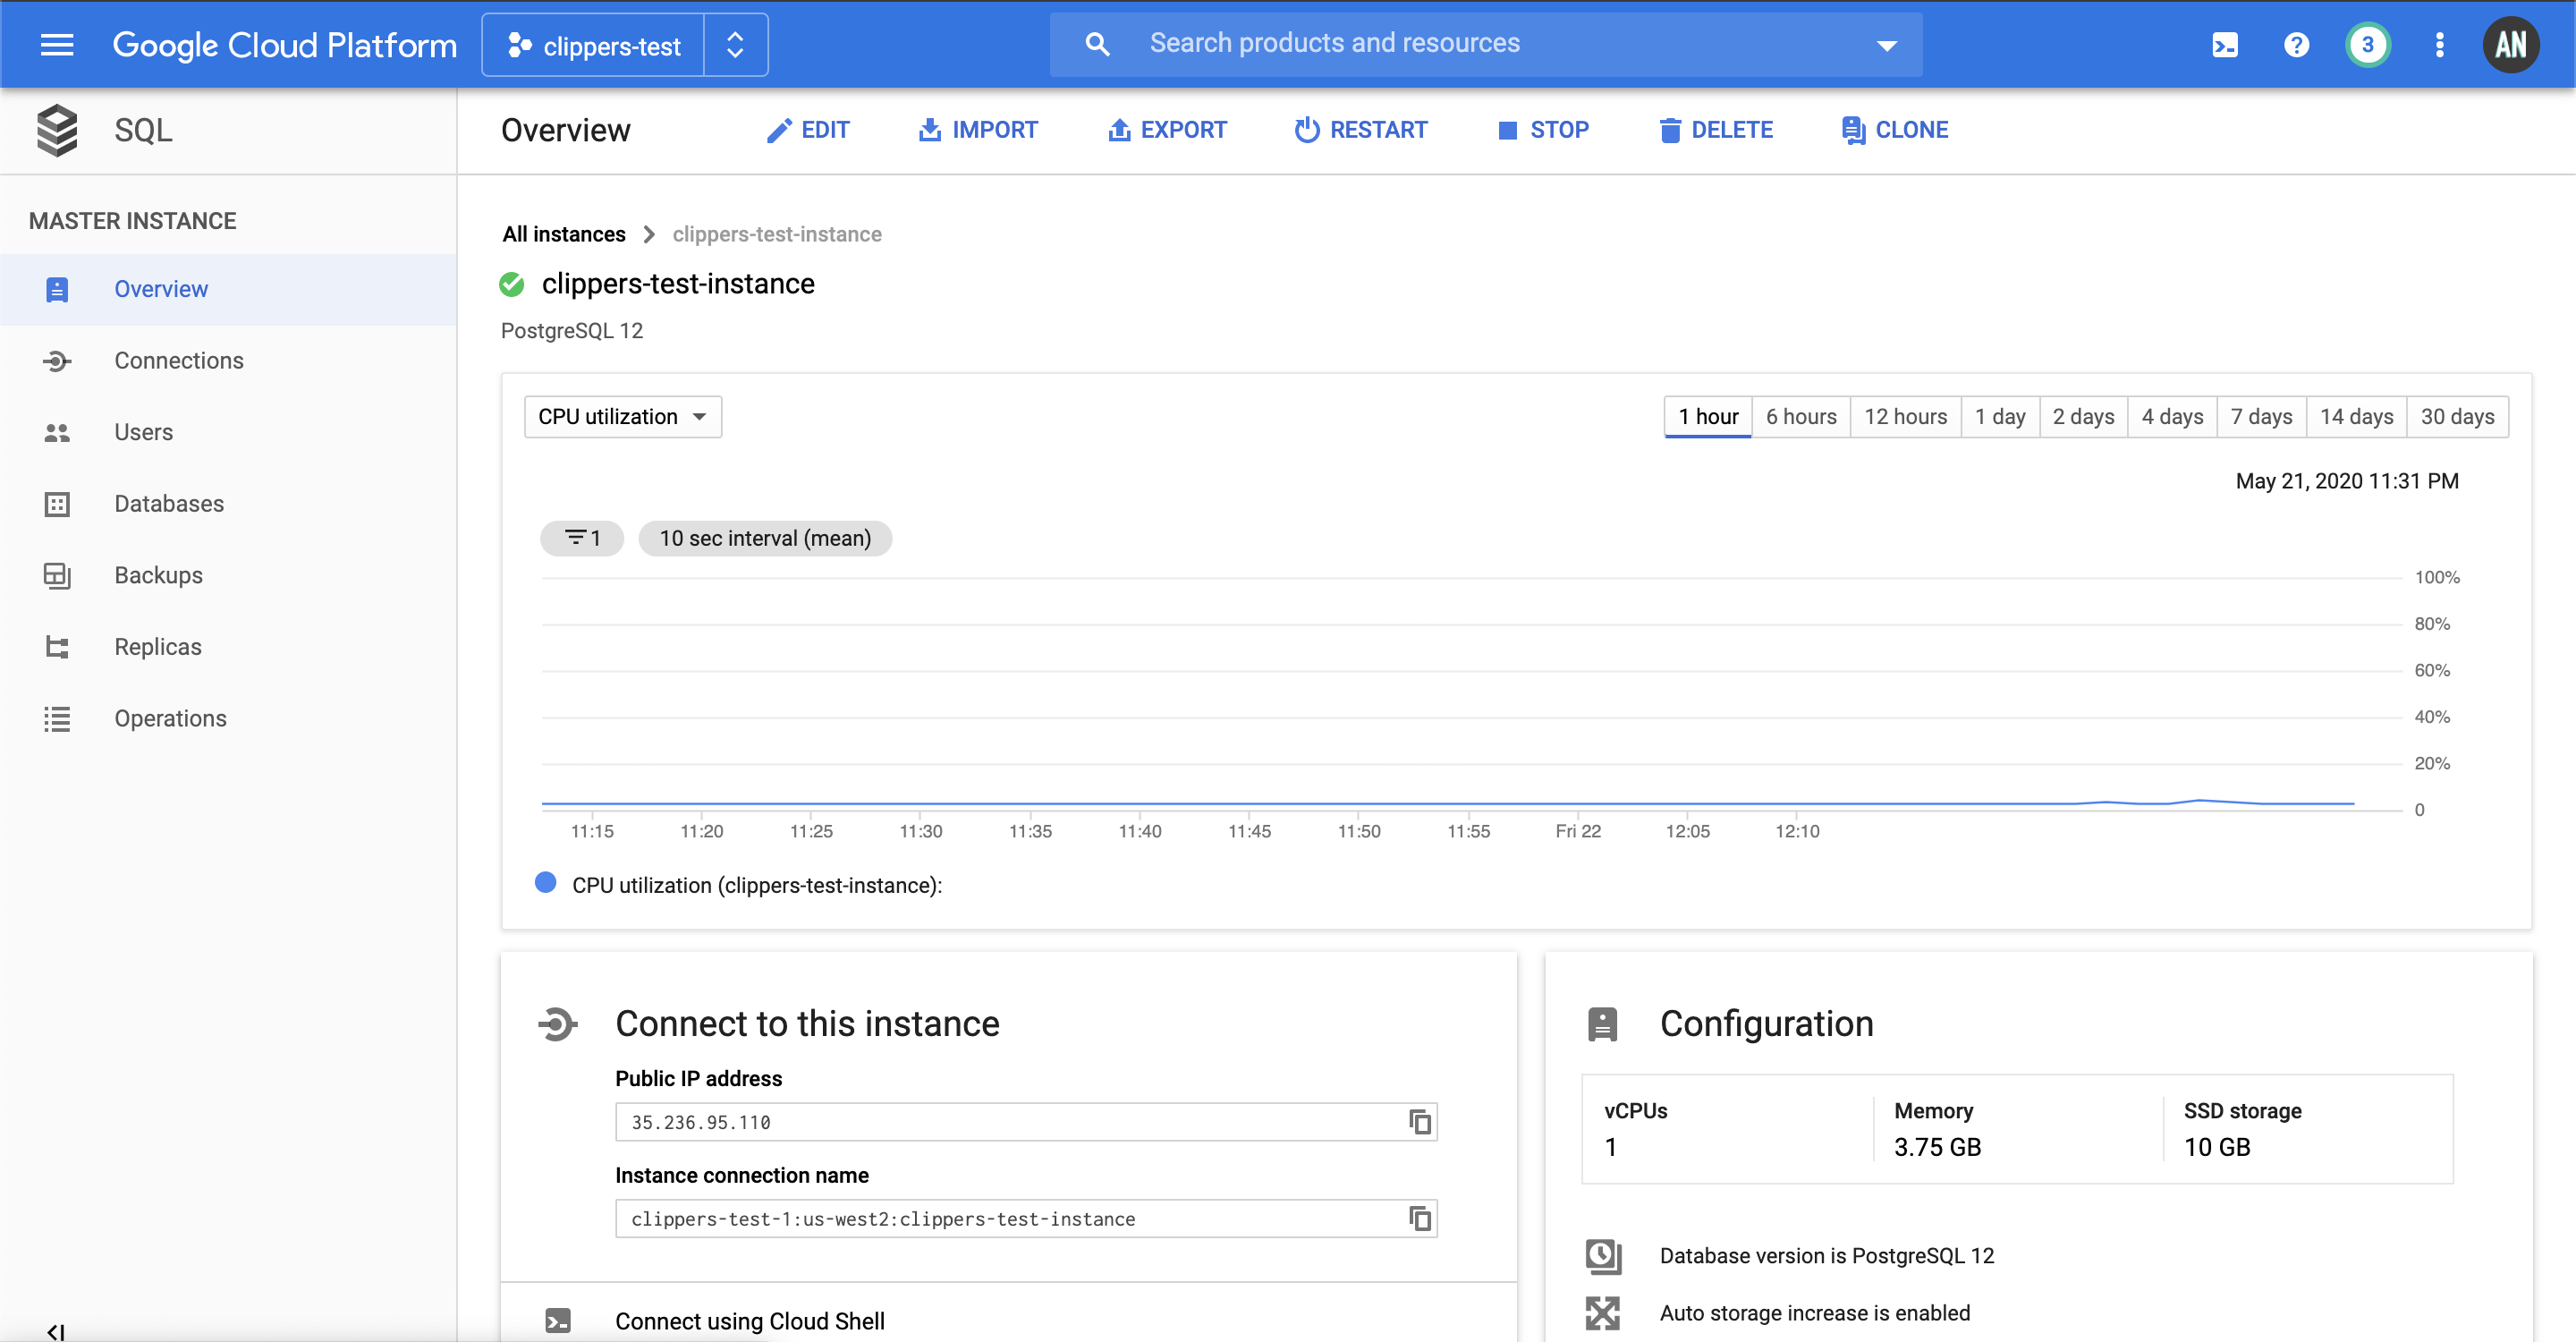 Google Cloud Platform
clippers-test
Search products and resources
3
AN
SQL
Overview
EDIT
IMPORT
EXPORT
RESTART
STOP
DELETE
CLONE
MASTER INSTANCE
Overview
Connections
Users
Databases
Backups
Replicas
Operations
All instances
clippers-test-instance
clippers-test-instance
PostgreSQL 12
CPU utilization
1 hour
6 hours
12 hours
1 day
2 days
4 days
7 days
14 days
30 days
May 21, 2020 11:31 PM
1
10 sec interval (mean)
100%
80%
60%
40%
20%
0
11:15
11:20
11:25
11:30
11:35
11:40
11:45
11:50
11:55
Fri 22
12:05
12:10
CPU utilization (clippers-test-instance):
Connect to this instance
Public IP address
35.236.95.110
Instance connection name
clippers-test-1:us-west2:clippers-test-instance
Connect using Cloud Shell
Configuration
vCPUs
1
Memory
3.75 GB
SSD storage
10 GB
Database version is PostgreSQL 12
Auto storage increase is enabled